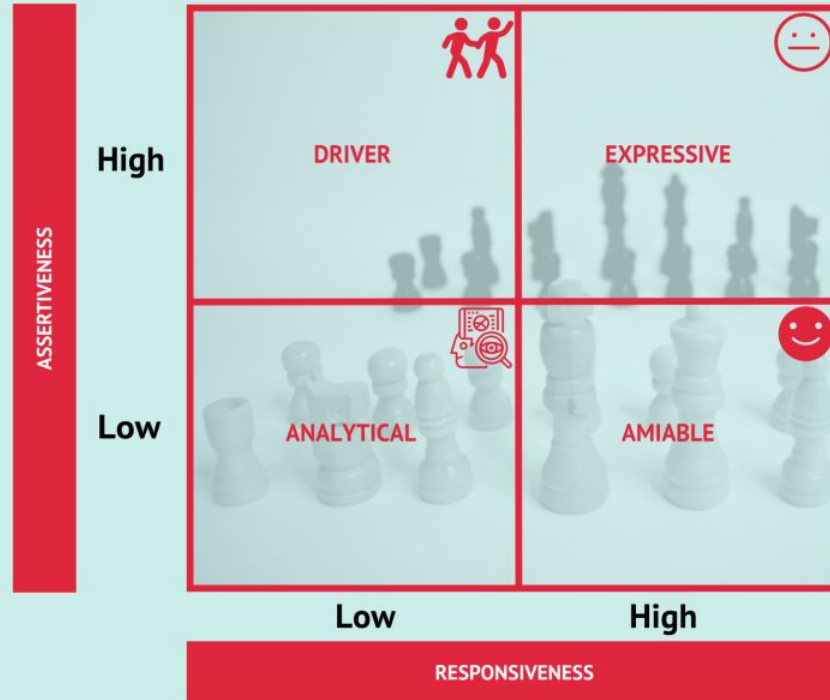 High
DRIVER
EXPRESSIVE
ASSERTIVENESS
Low
ANALYTICAL
AMIABLE
Low
High
RESPONSIVENESS